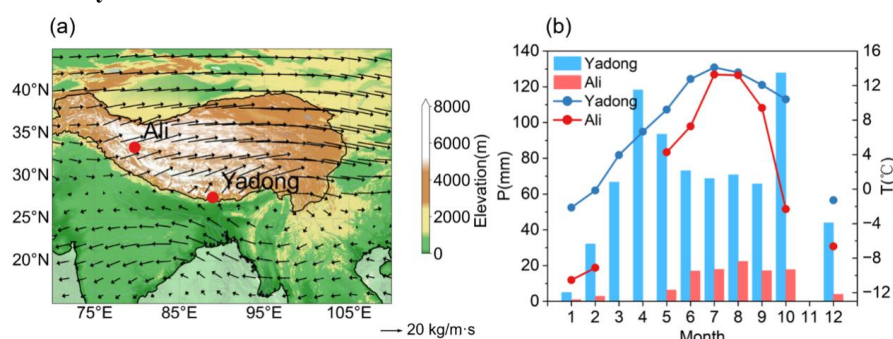 (a)
(b)
40°N
35°N
30°N
25°N
20°N
Ali
Yadong
75°E
85°E
95°E
105°E
8000
6000
4000
2000
0
Elevation(m)
20 kg/m·s
140
120
100
80
60
40
20
0
P(mm)
Yadong
Ali
Yadong
Ali
16
12
8
4
0
-4
-8
-12
T(℃)
1 2 3 4 5 6 7 8 9 10 11 12
Month